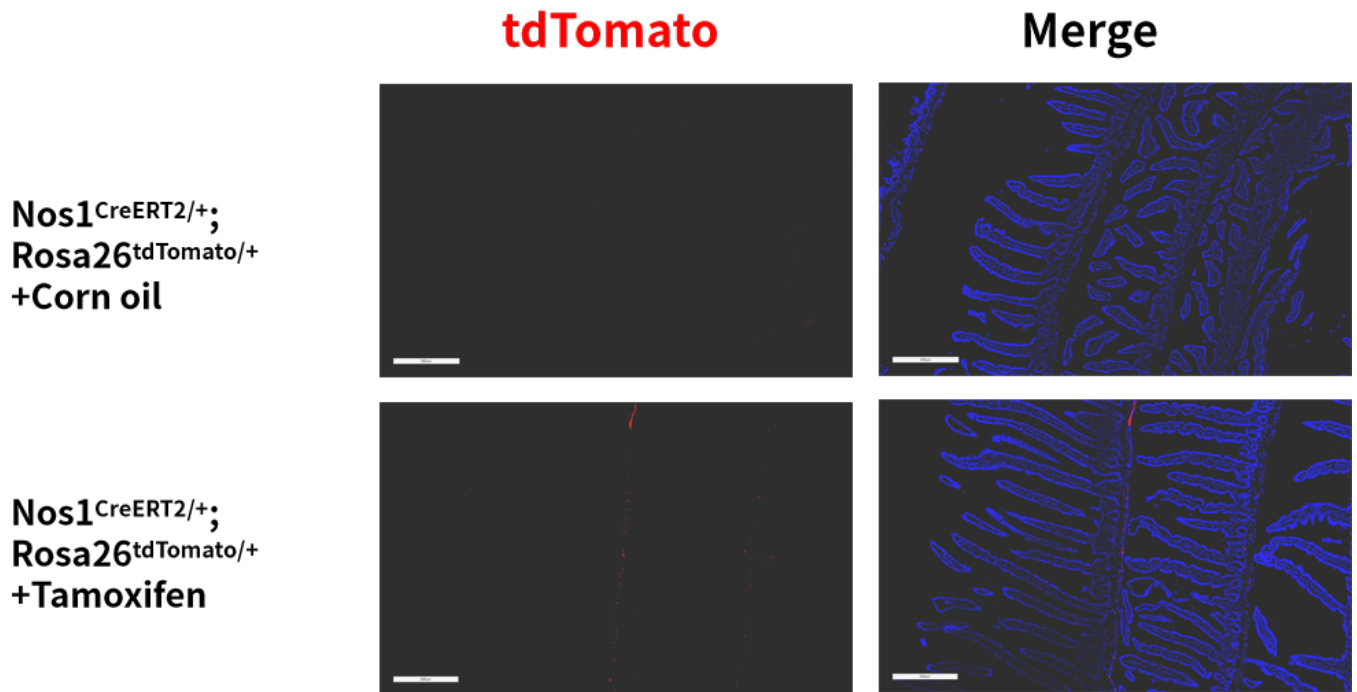 tdTomato
Merge
Nos1CreERT2/+;
Rosa26tdTomato/+
+Corn oil
Nos1CreERT2/+;
Rosa26tdTomato/+
+Tamoxifen